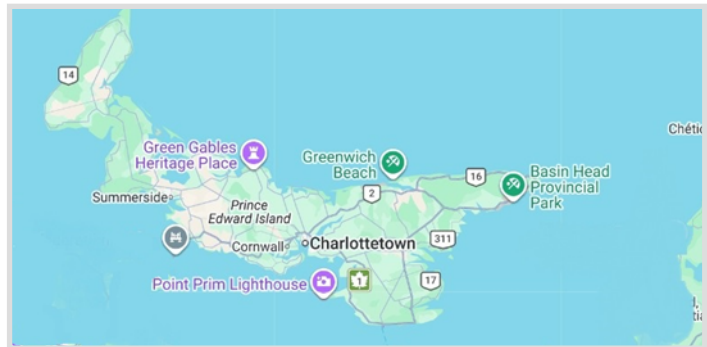 14
Green Gables
Heritage Place
Greenwich
Beach
16
Basin Head
Provincial
Park
2
Summerside
Prince
Edward Island
Cornwall
Charlottetown
311
Point Prim Lighthouse
1
17
Chétic